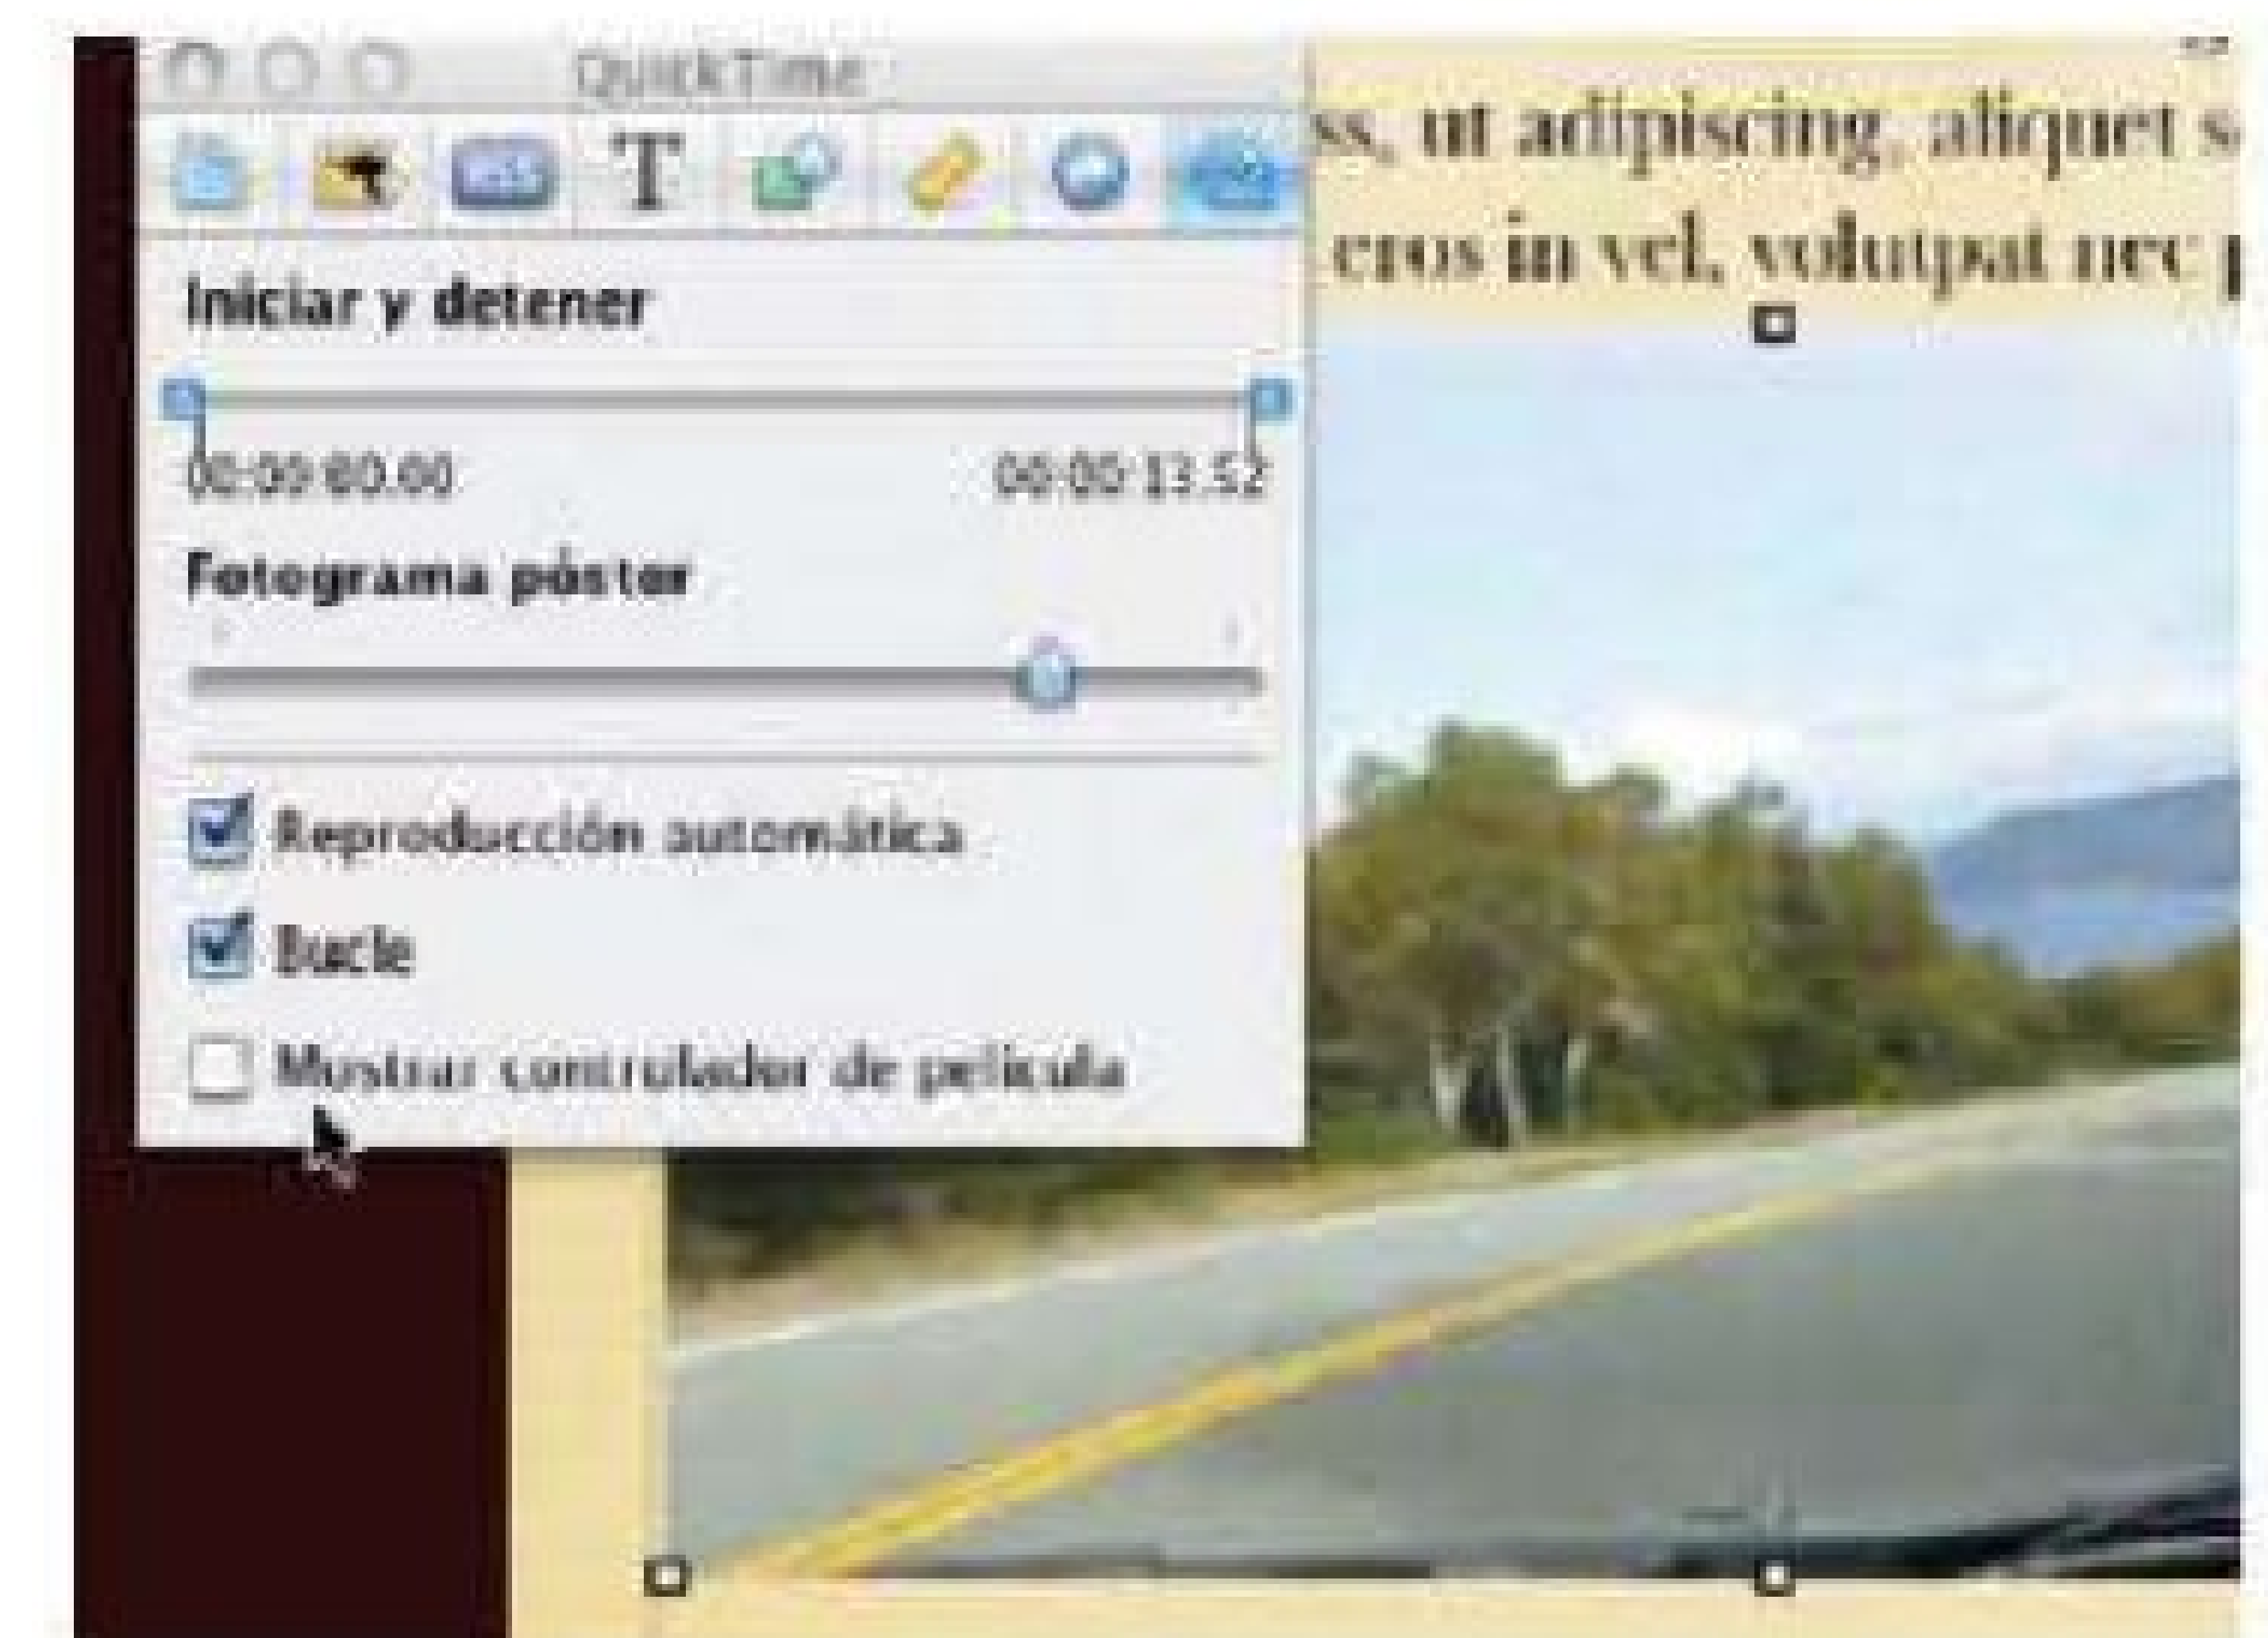 QuickTime
T
Iniciar y detener
00:00:00.00 00:00:13.52
Fotograma póster
Reproducción automática
Bucle
Mostrar controlador de película
ut adipiscing, aliquet
eros in vel, volutpat nec